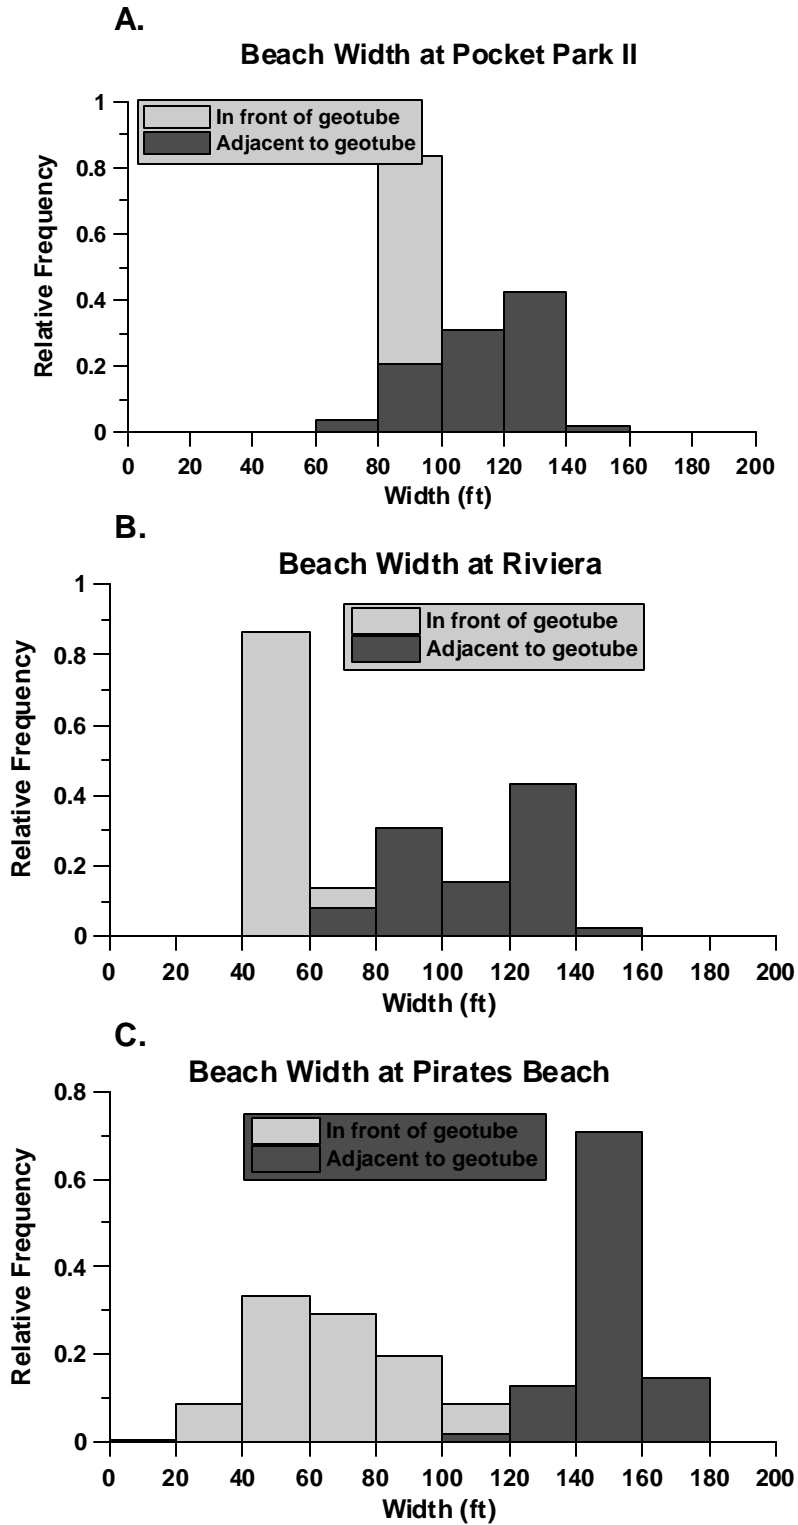 A.
Beach Width at Pocket Park II
In front of geotube
Adjacent to geotube
Relative Frequency
1
0.8
0.6
0.4
0.2
0
0 20 40 60 80 100 120 140 160 180 200
Width (ft)
B.
Beach Width at Riviera
In front of geotube
Adjacent to geotube
Relative Frequency
1
0.8
0.6
0.4
0.2
0
0 20 40 60 80 100 120 140 160 180 200
Width (ft)
C.
Beach Width at Pirates Beach
In front of geotube
Adjacent to geotube
Relative Frequency
0.8
0.6
0.4
0.2
0
0 20 40 60 80 100 120 140 160 180 200
Width (ft)